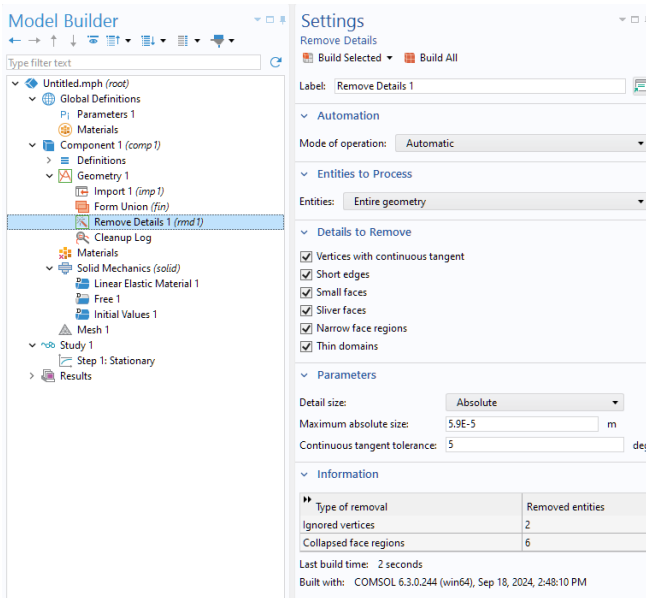 Model Builder
Type filter text
Untitled.mph (root)
Global Definitions
Pi Parameters 1
Materials
Component 1 (comp1)
Definitions
Geometry 1
Import 1 (imp1)
Form Union (fin)
Remove Details 1 (rmd1)
Cleanup Log
Materials
Solid Mechanics (solid)
Linear Elastic Material 1
Free 1
Initial Values 1
Mesh 1
Study 1
Step 1: Stationary
Results
Settings
Remove Details
Build Selected
Build All
Label: Remove Details 1
Automation
Mode of operation: Automatic
Entities to Process
Entities: Entire geometry
Details to Remove
Vertices with continuous tangent
Short edges
Small faces
Sliver faces
Narrow face regions
Thin domains
Parameters
Detail size: Absolute
Maximum absolute size: 5.9E-5 m
Continuous tangent tolerance: 5 deg
Information
Type of removal Removed entities
Ignored vertices 2
Collapsed face regions 6
Last build time: 2 seconds
Built with: COMSOL 6.3.0.244 (win64), Sep 18, 2024, 2:48:10 PM